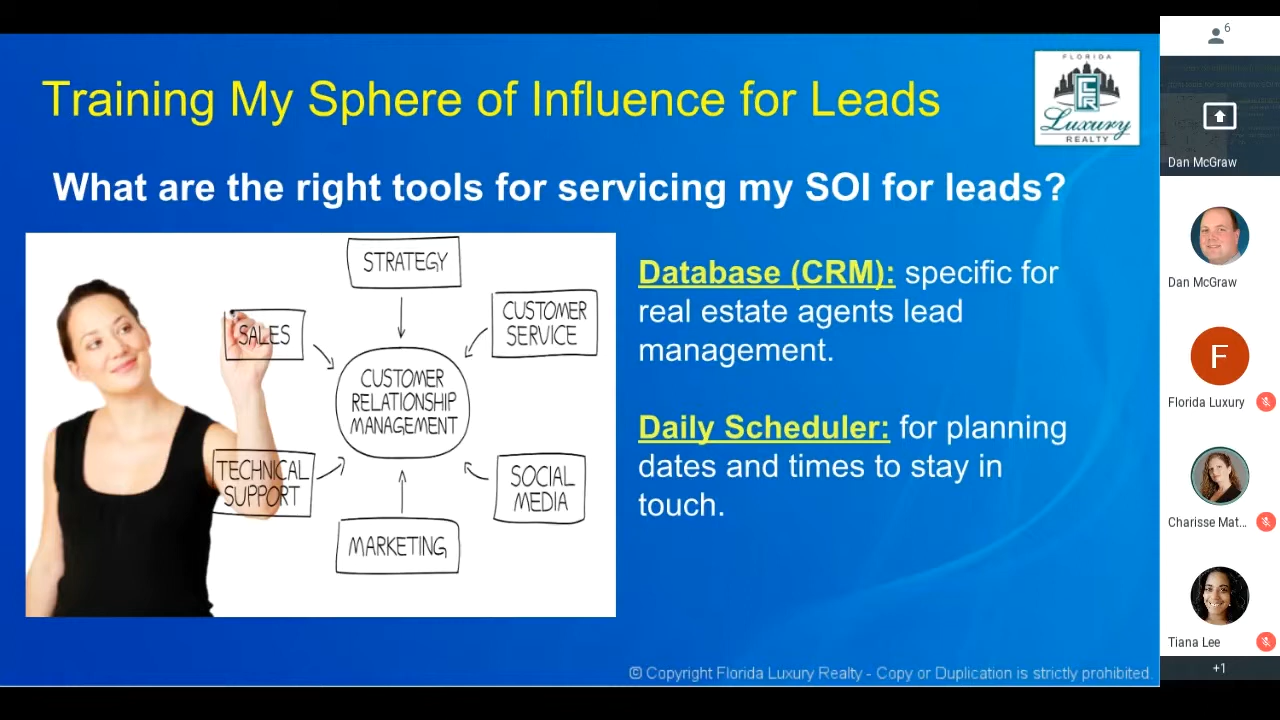 Training My Sphere of Influence for Leads
FLORIDA
Luxury
REALTY
What are the right tools for servicing my SOI for leads?
STRATEGY
SALES
CUSTOMER
SERVICE
CUSTOMER
RELATIONSHIP
MANAGEMENT
TECHNICAL
SUPPORT
SOCIAL
MEDIA
MARKETING
Database (CRM): specific for
real estate agents lead
management.
Daily Scheduler: for planning
dates and times to stay in
touch.
© Copyright Florida Luxury Realty - Copy or Duplication is strictly prohibited.
6
Dan McGraw
Dan McGraw
F
Florida Luxury
Charisse Mat...
Tiana Lee
+1